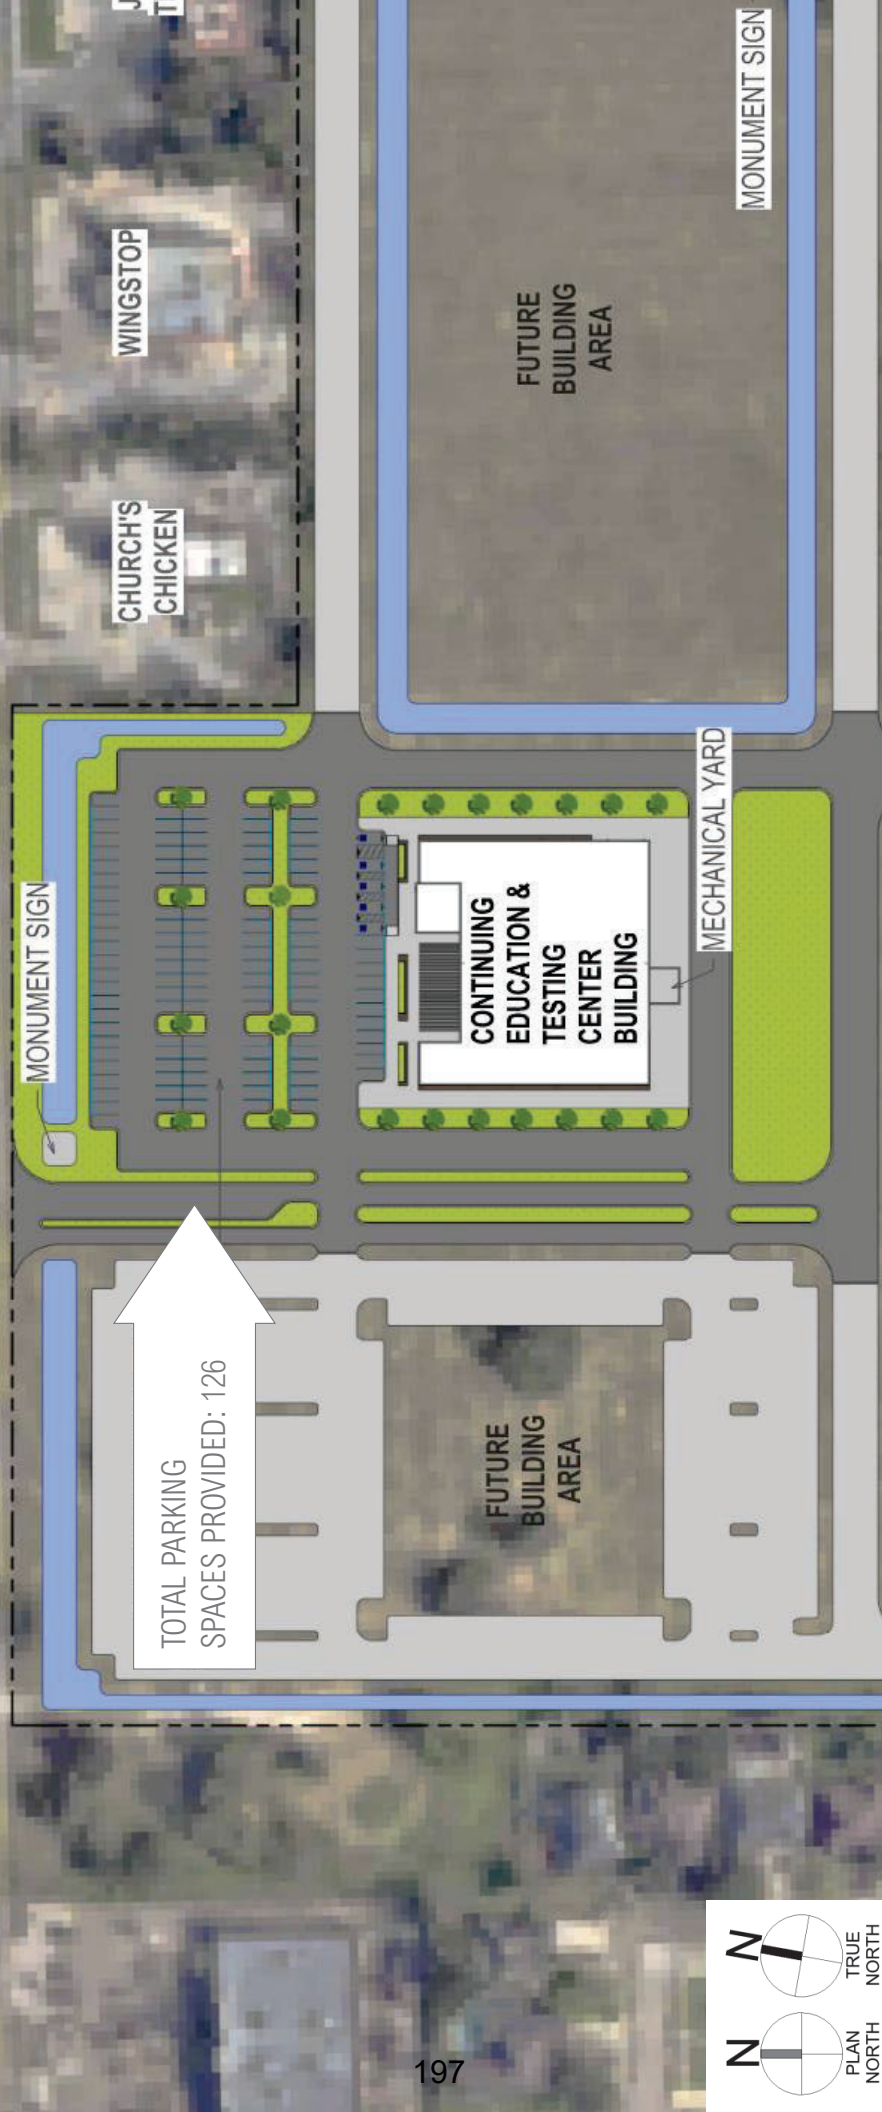 J
T
WINGSTOP
CHURCH'S
CHICKEN
MONUMENT SIGN
FUTURE
BUILDING
AREA
MONUMENT SIGN
CONTINUING
EDUCATION &
TESTING
CENTER
BUILDING
MECHANICAL YARD
TOTAL PARKING
SPACES PROVIDED: 126
FUTURE
BUILDING
AREA
N
PLAN
NORTH
N
TRUE
NORTH
197